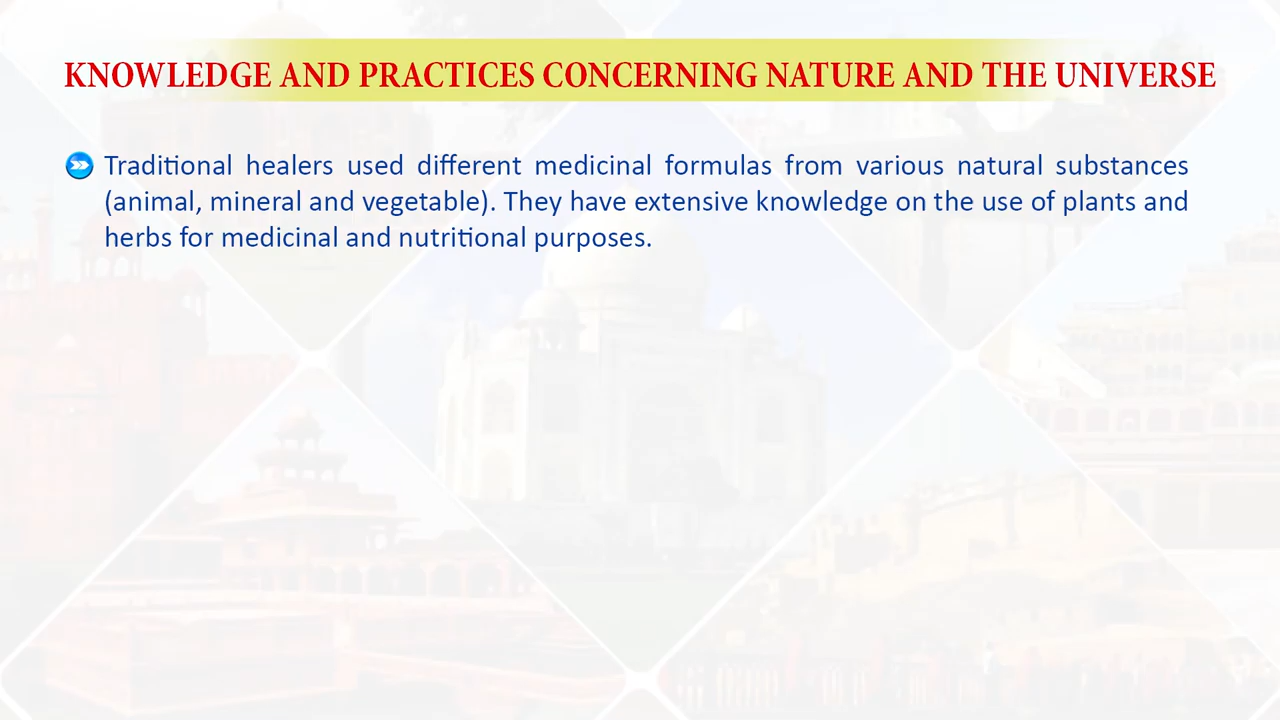 KNOWLEDGE AND PRACTICES CONCERNING NATURE AND THE UNIVERSE
Traditional healers used different medicinal formulas from various natural substances
(animal, mineral and vegetable). They have extensive knowledge on the use of plants and
herbs for medicinal and nutritional purposes.